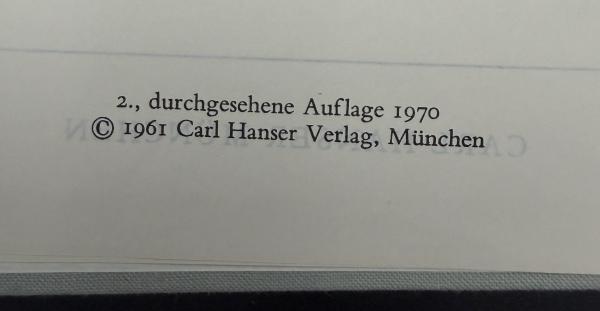 2., durchgesehene Auflage 1970
© 1961 Carl Hanser Verlag, München